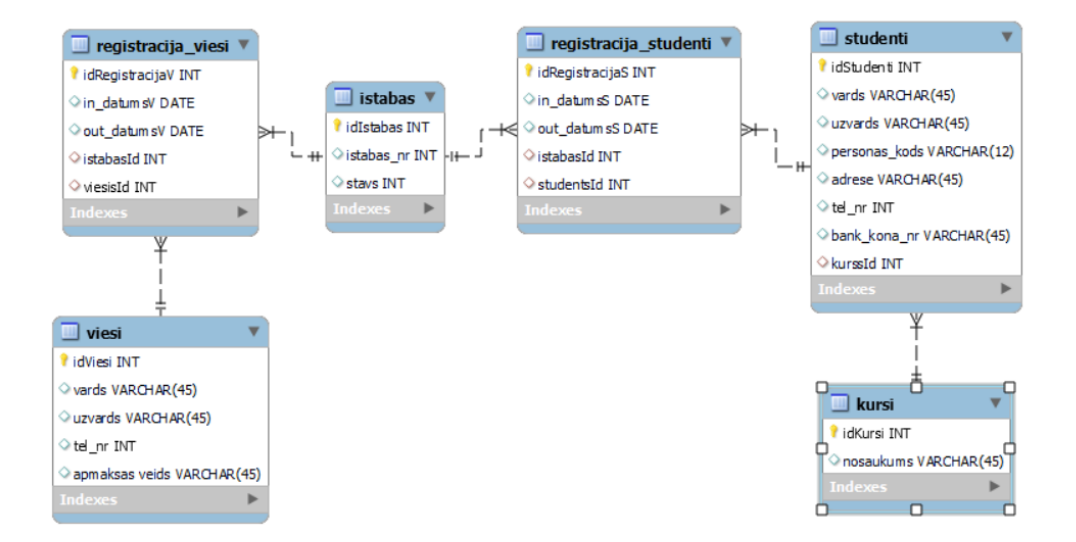 registracija_viesi
idRegistracijaV INT
in_datumsV DATE
out_datumsV DATE
istabasId INT
viesisId INT
Indexes
istabas
idIstabas INT
istabas_nr INT
stavs INT
Indexes
registracija_studenti
idRegistracijaS INT
in_datumsS DATE
out_datumsS DATE
istabasId INT
studentsId INT
Indexes
studenti
idStudenti INT
vards VARCHAR(45)
uzvards VARCHAR(45)
personas_kods VARCHAR(12)
adrese VARCHAR(45)
tel_nr INT
bank_kona_nr VARCHAR(45)
kurssId INT
Indexes
viesi
idViesi INT
vards VARCHAR(45)
uzvards VARCHAR(45)
tel_nr INT
apmaksas veids VARCHAR(45)
Indexes
kursi
idKursi INT
nosaukums VARCHAR(45)
Indexes